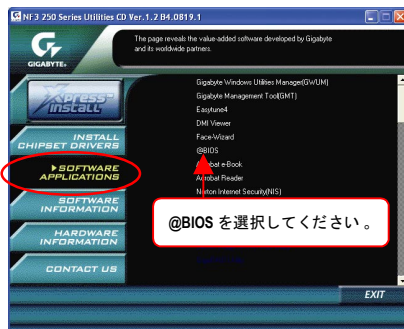 NF3 250 Series Utilities CD Ver.1.2 B4.0819.1
GIGABYTE
The page reveals the value-added software developed by Gigabyte
and its worldwide partners.
Xpress
Install
INSTALL
CHIPSET DRIVERS
SOFTWARE
APPLICATIONS
SOFTWARE
INFORMATION
HARDWARE
INFORMATION
CONTACT US
Gigabyte Windows Utilities Manager(GWUM)
Gigabyte Management Tool(GMT)
Easytune4
DMI Viewer
Face-Wizard
@BIOS
Acrobat e-Book
Acrobat Reader
Norton Internet Security(NIS)
@BIOS を選択してください 。
EXIT